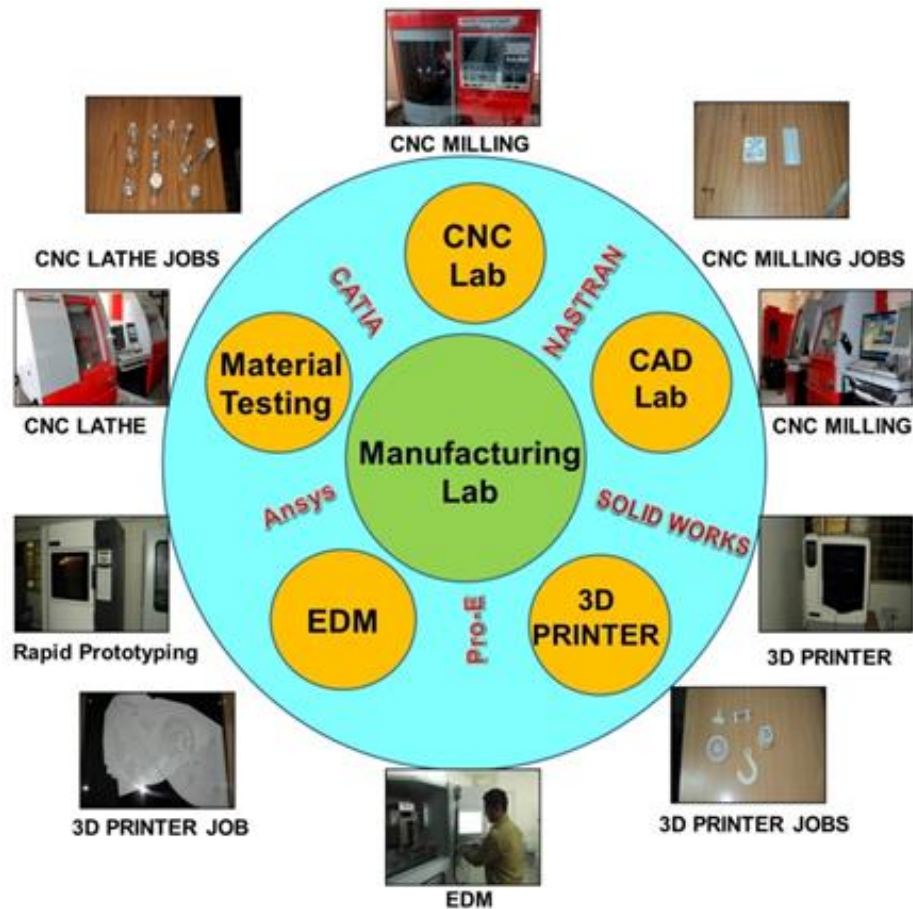 CNC MILLING
CNC LATHE JOBS
CNC MILLING JOBS
CNC
Lab
CATIA
NASTRAN
Material
Testing
CAD
Lab
CNC LATHE
CNC MILLING
Manufacturing
Lab
Ansys
SOLID WORKS
EDM
Pro-E
3D
PRINTER
Rapid Prototyping
3D PRINTER
3D PRINTER JOB
3D PRINTER JOBS
EDM